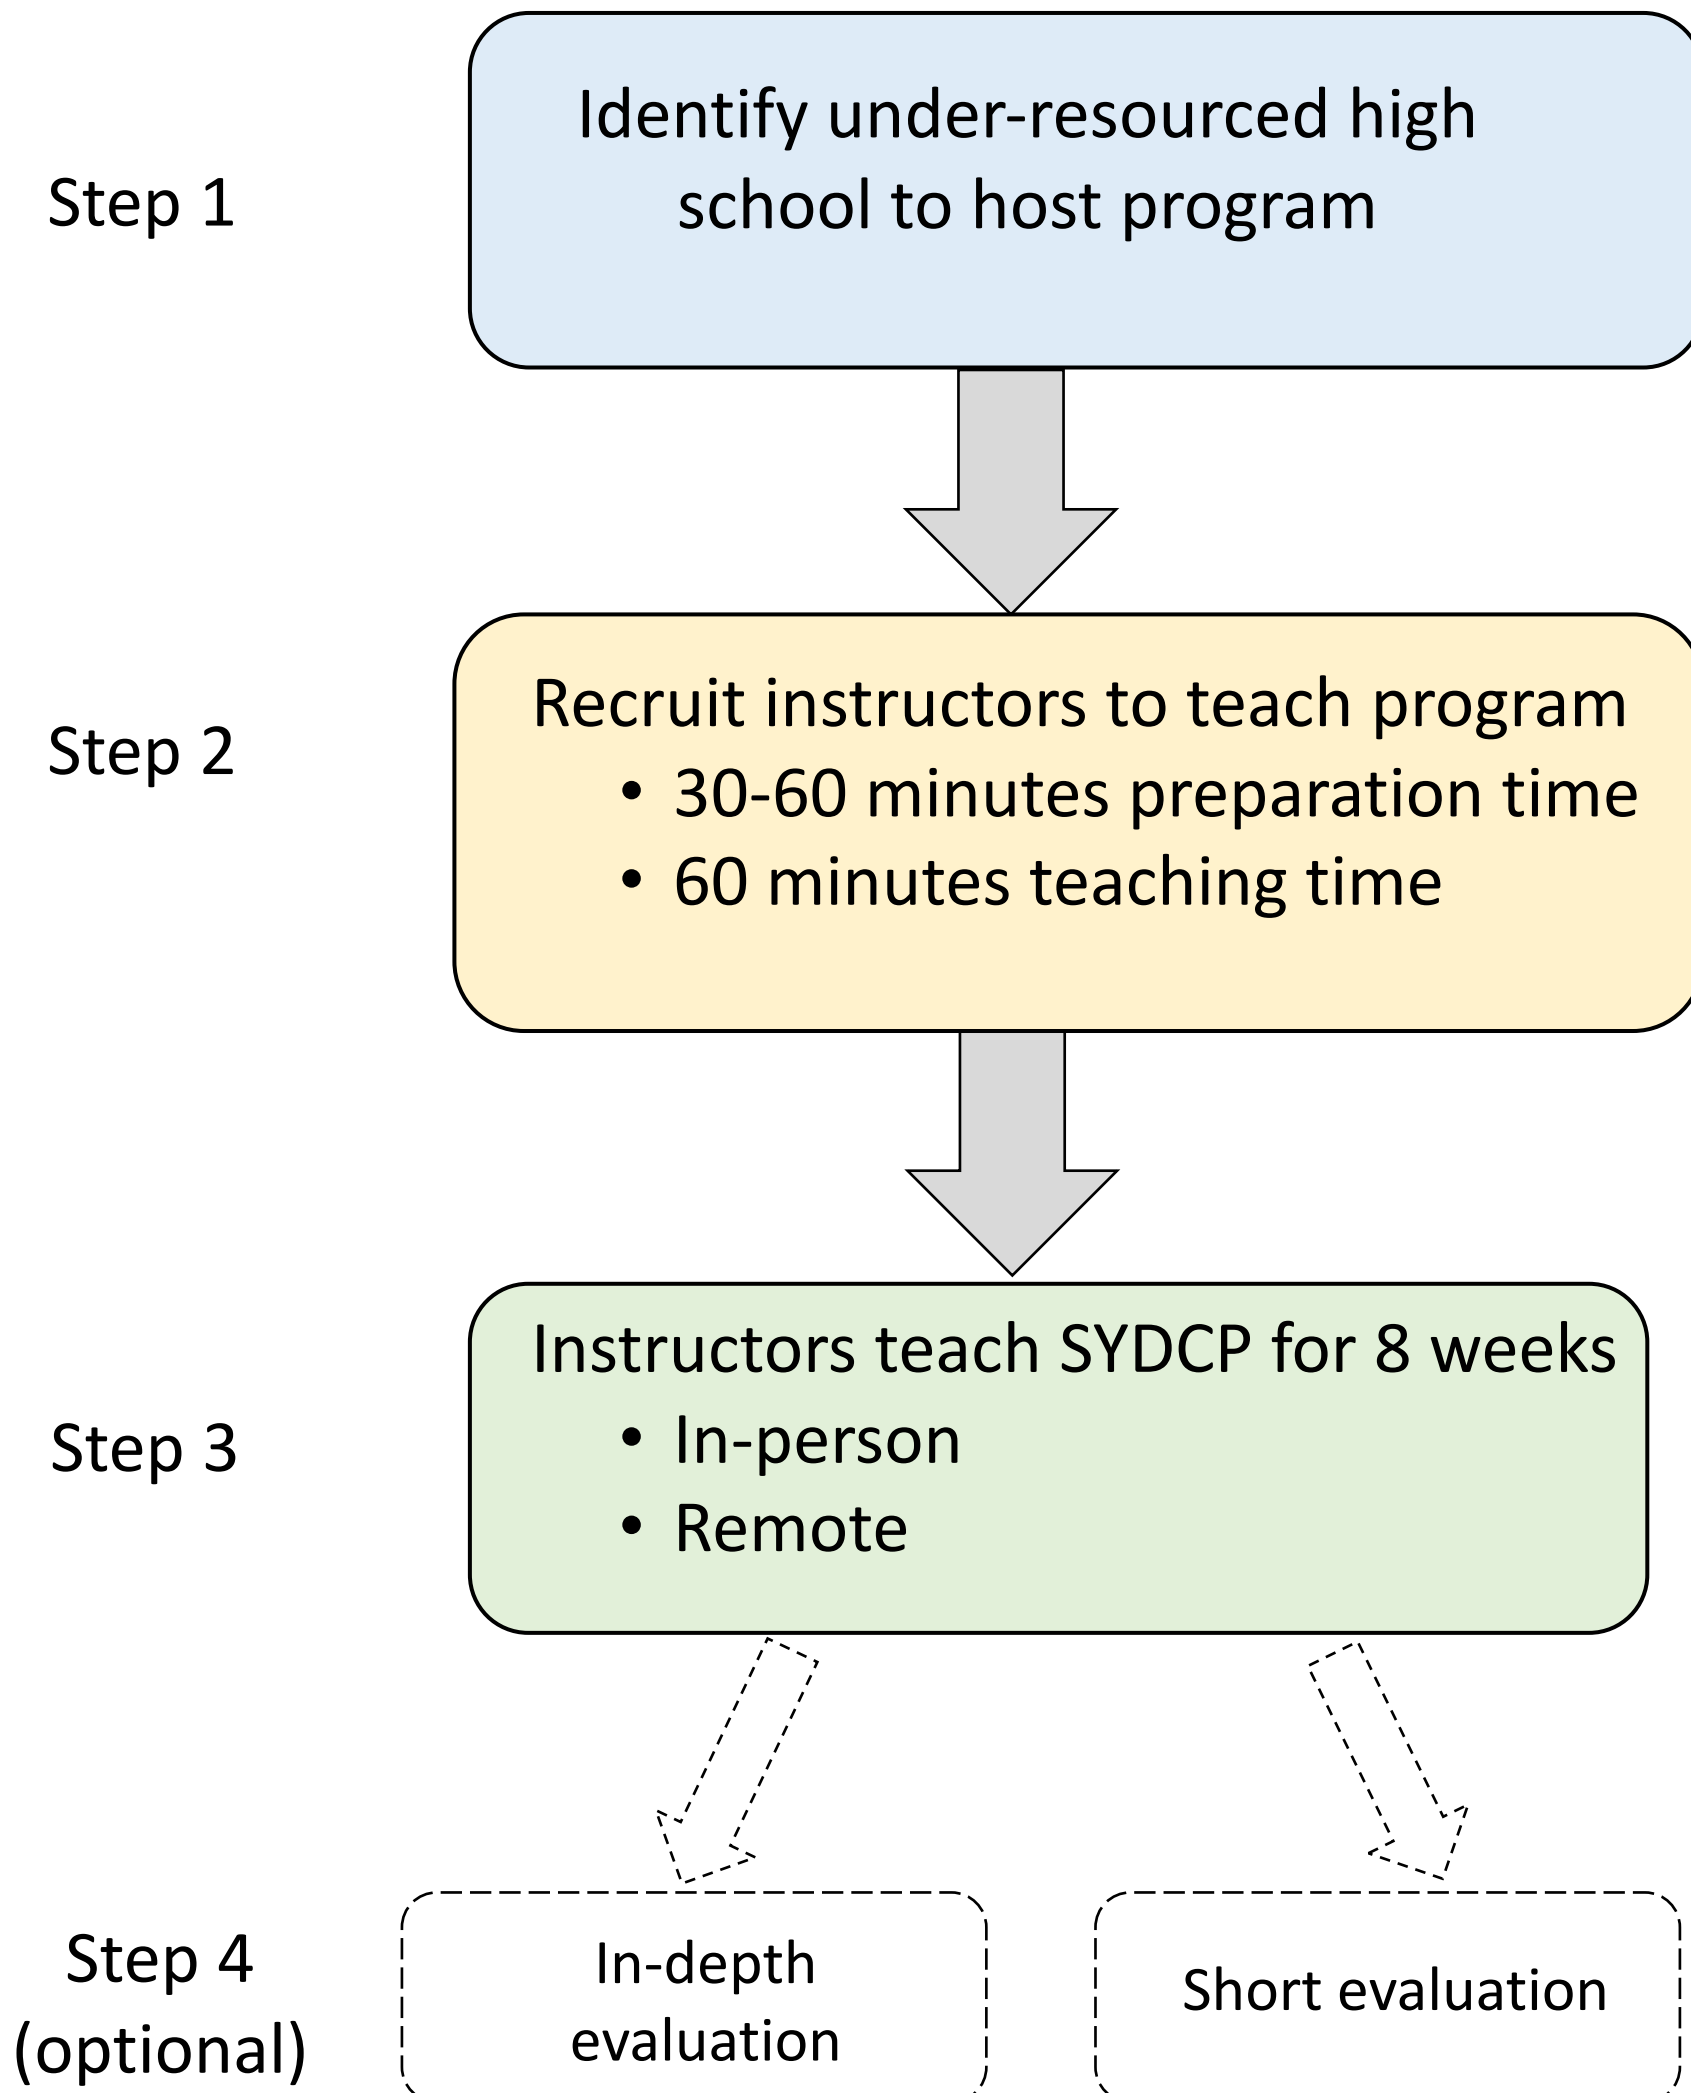 Step 1
Identify under-resourced high
school to host program
Step 2
Recruit instructors to teach program
• 30-60 minutes preparation time
• 60 minutes teaching time
Step 3
Instructors teach SYDCP for 8 weeks
• In-person
• Remote
Step 4
(optional)
In-depth
evaluation
Short evaluation